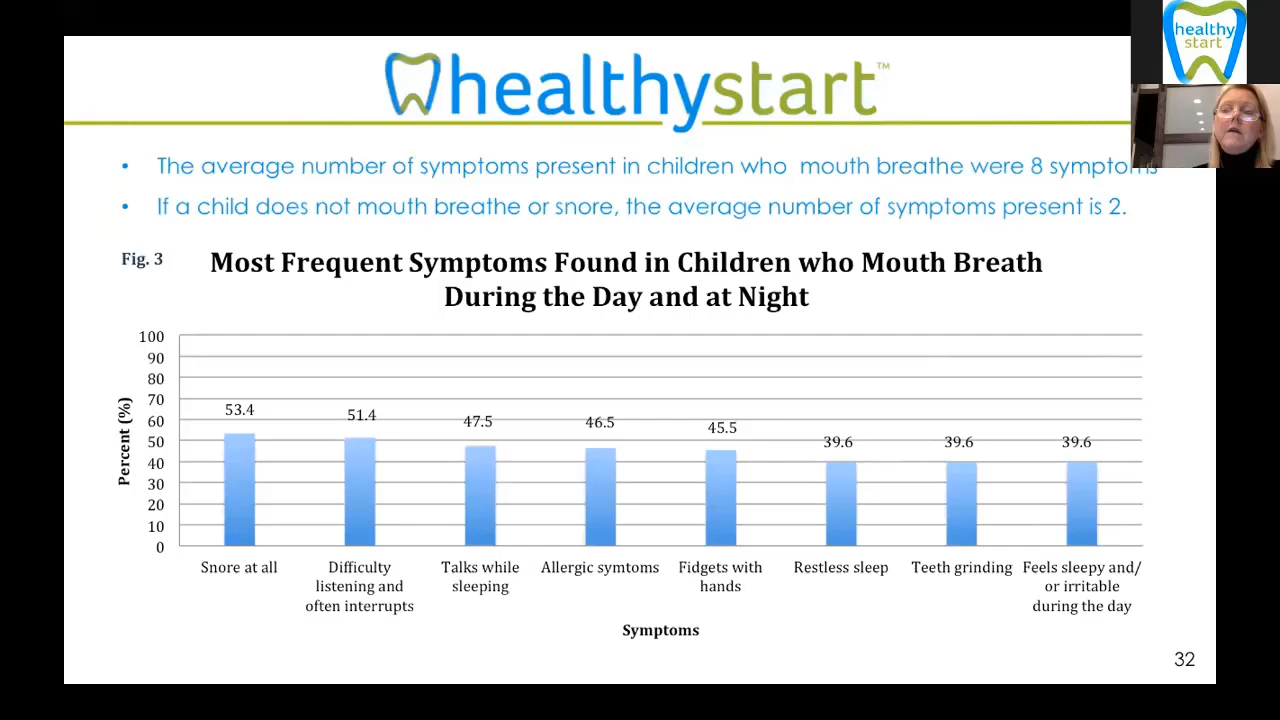 healthystart™
healthy
start
• The average number of symptoms present in children who mouth breathe were 8 symptoms
• If a child does not mouth breathe or snore, the average number of symptoms present is 2.
Fig. 3
Most Frequent Symptoms Found in Children who Mouth Breath
During the Day and at Night
Percent (%)
100
90
80
70
60
50
40
30
20
10
0
53.4
51.4
47.5
46.5
45.5
39.6
39.6
39.6
Snore at all
Difficulty
listening and
often interrupts
Talks while
sleeping
Allergic symtoms
Fidgets with
hands
Restless sleep
Teeth grinding
Feels sleepy and/
or irritable
during the day
Symptoms
32